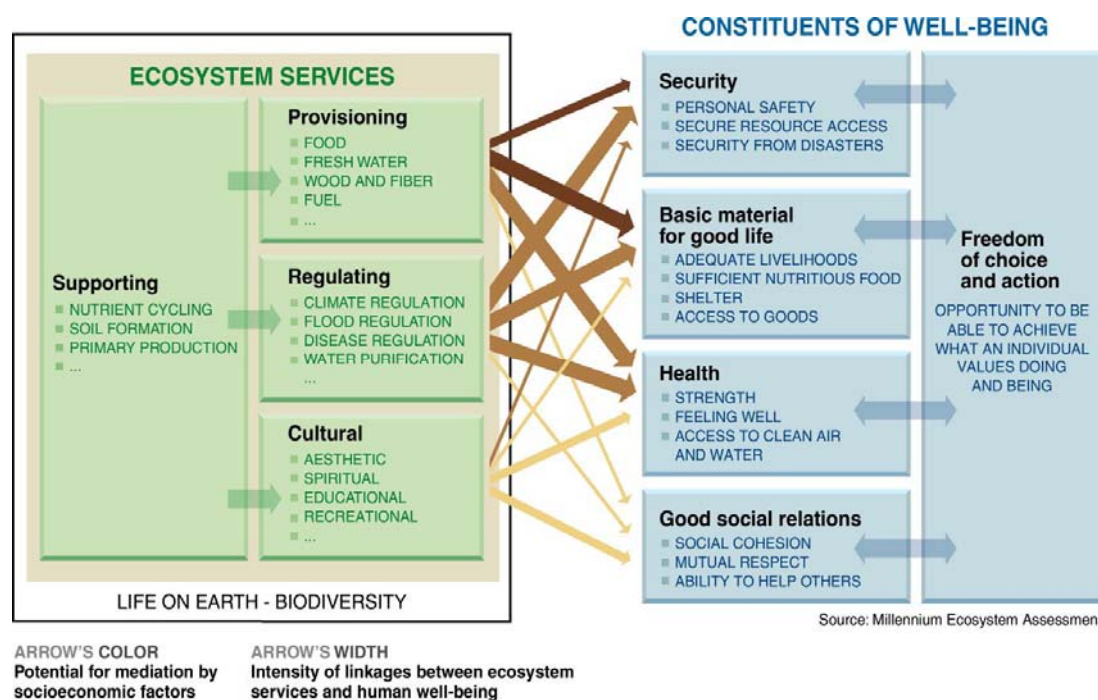 CONSTITUENTS OF WELL-BEING
ECOSYSTEM SERVICES
Supporting
NUTRIENT CYCLING
SOIL FORMATION
PRIMARY PRODUCTION
...
Provisioning
FOOD
FRESH WATER
WOOD AND FIBER
FUEL
...
Regulating
CLIMATE REGULATION
FLOOD REGULATION
DISEASE REGULATION
WATER PURIFICATION
...
Cultural
AESTHETIC
SPIRITUAL
EDUCATIONAL
RECREATIONAL
...
LIFE ON EARTH - BIODIVERSITY
Security
PERSONAL SAFETY
SECURE RESOURCE ACCESS
SECURITY FROM DISASTERS
Basic material
for good life
ADEQUATE LIVELIHOODS
SUFFICIENT NUTRITIOUS FOOD
SHELTER
ACCESS TO GOODS
Health
STRENGTH
FEELING WELL
ACCESS TO CLEAN AIR
AND WATER
Good social relations
SOCIAL COHESION
MUTUAL RESPECT
ABILITY TO HELP OTHERS
Freedom
of choice
and action
OPPORTUNITY TO BE
ABLE TO ACHIEVE
WHAT AN INDIVIDUAL
VALUES DOING
AND BEING
Source: Millennium Ecosystem Assessmen
ARROW'S COLOR
Potential for mediation by
socioeconomic factors
ARROW'S WIDTH
Intensity of linkages between ecosystem
services and human well-being